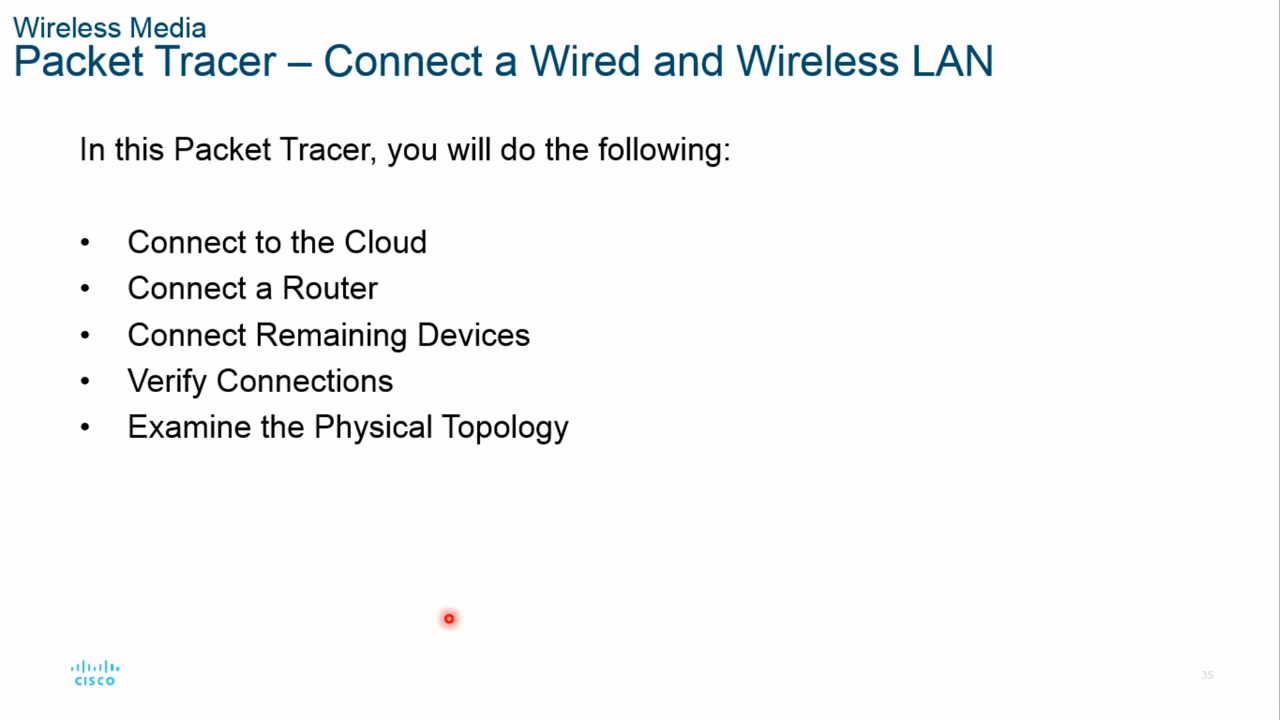 Wireless Media
Packet Tracer – Connect a Wired and Wireless LAN
In this Packet Tracer, you will do the following:
• Connect to the Cloud
• Connect a Router
• Connect Remaining Devices
• Verify Connections
• Examine the Physical Topology
CISCO
35